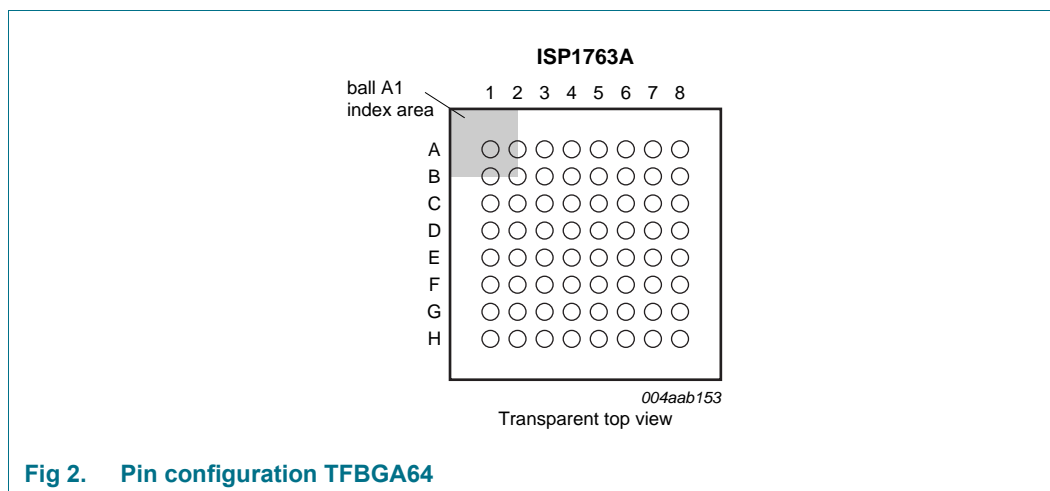 ISP1763A
ball A1
index area
1 2 3 4 5 6 7 8
A
B
C
D
E
F
G
H
004aab153
Transparent top view
Fig 2. Pin configuration TFBGA64